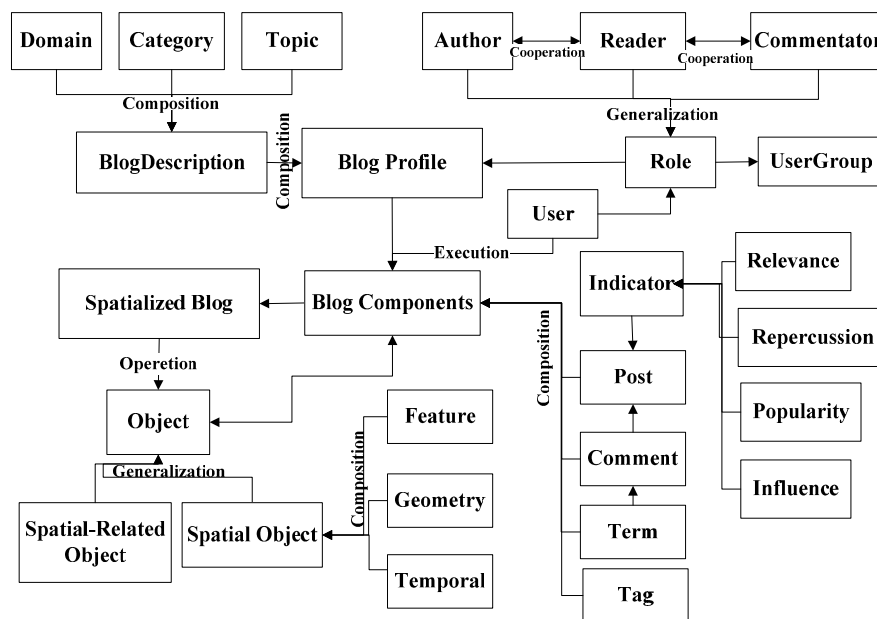 Domain
Category
Topic
Author
Cooperation
Reader
Cooperation
Commentator
Composition
Generalization
BlogDescription
Composition
Blog Profile
Role
UserGroup
User
Execution
Spatialized Blog
Blog Components
Indicator
Relevance
Repercussion
Popularity
Influence
Operetion
Object
Generalization
Spatial-Related
Object
Spatial Object
Composition
Feature
Geometry
Temporal
Composition
Post
Comment
Term
Tag